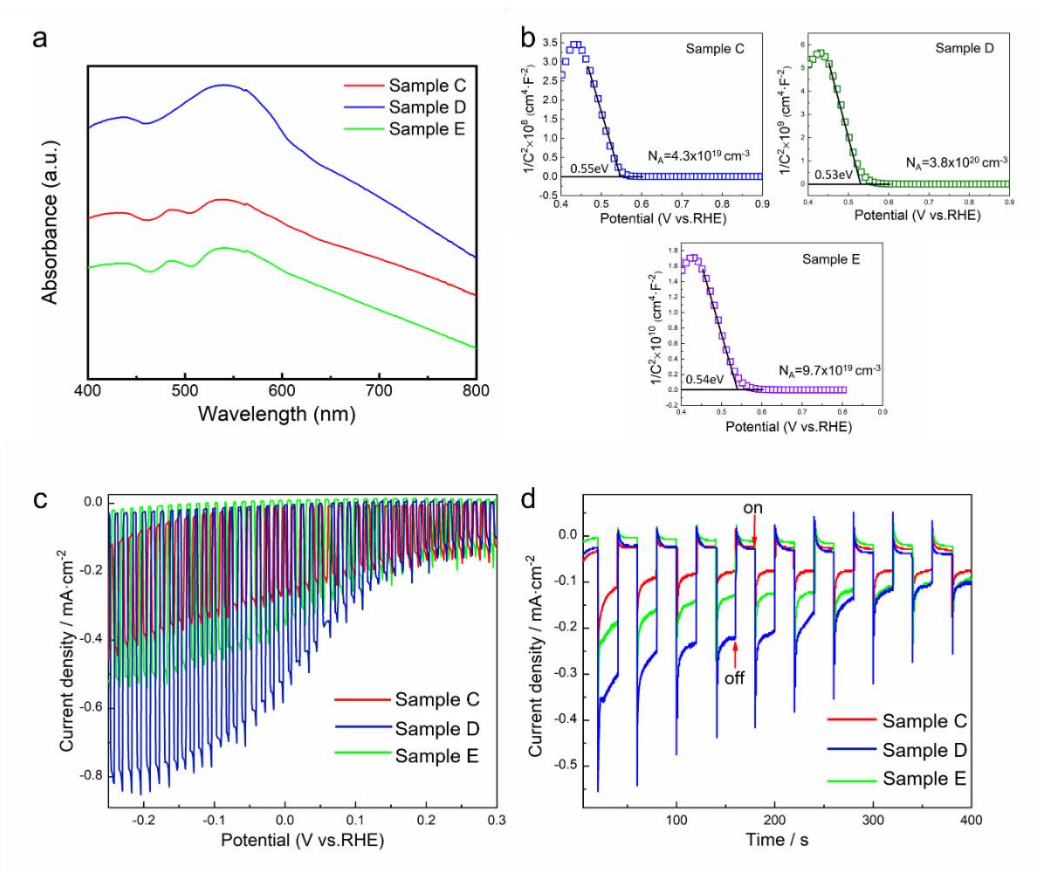 a
Sample C
Sample D
Sample E
Absorbance (a.u.)
400 500 600 700 800
Wavelength (nm)
b
Sample C
3.5
3.0
2.5
2.0
1.5
1.0
0.5
0.0
-0.5
1/C²×10⁸ (cm⁴·F⁻²)
N_A=4.3x10¹⁹ cm⁻³
0.55eV
0.4 0.5 0.6 0.7 0.8 0.9
Potential (V vs.RHE)
Sample D
6
5
4
3
2
1
0
1/C²×10⁹ (cm⁴·F⁻²)
N_A=3.8x10²⁰ cm⁻³
0.53eV
0.4 0.5 0.6 0.7 0.8 0.9
Potential (V vs.RHE)
Sample E
1.8
1.6
1.4
1.2
1.0
0.8
0.6
0.4
0.2
0.0
-0.2
1/C²×10¹⁰ (cm⁴·F⁻²)
N_A=9.7x10¹⁹ cm⁻³
0.54eV
0.4 0.5 0.6 0.7 0.8 0.9
Potential (V vs.RHE)
c
0.0
-0.2
-0.4
-0.6
-0.8
Current density / mA·cm⁻²
Sample C
Sample D
Sample E
-0.2 -0.1 0.0 0.1 0.2 0.3
Potential (V vs.RHE)
d
on
0.0
-0.1
-0.2
-0.3
-0.4
-0.5
Current density / mA·cm⁻²
off
Sample C
Sample D
Sample E
100 200 300 400
Time / s